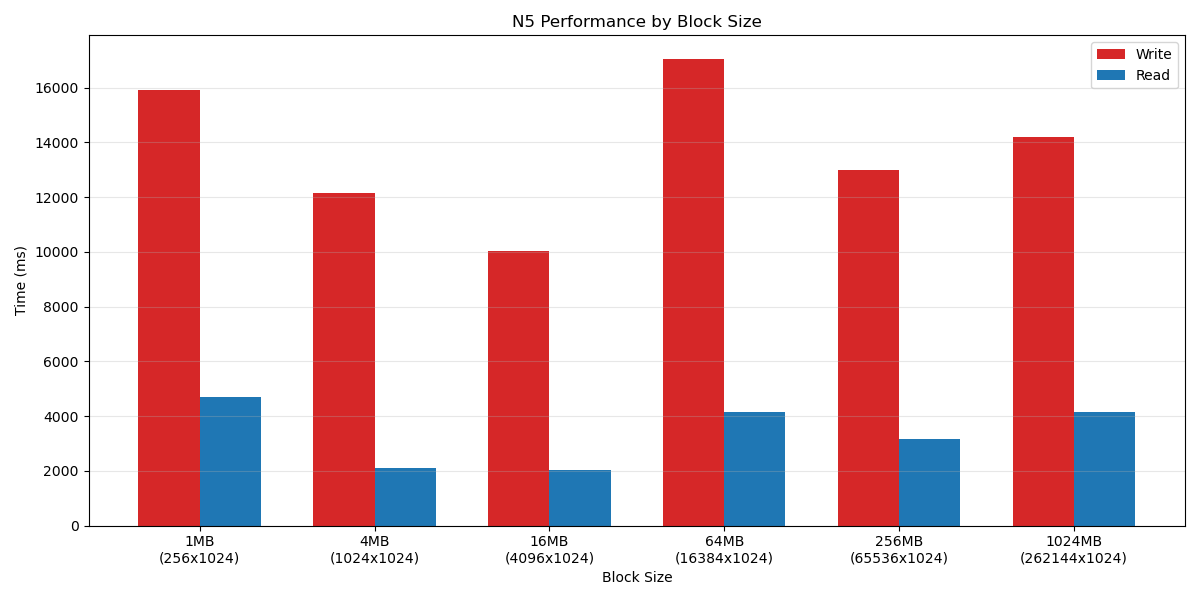 N5 Performance by Block Size
Write
Read
Time (ms)
16000
14000
12000
10000
8000
6000
4000
2000
0
1MB
(256x1024)
4MB
(1024x1024)
16MB
(4096x1024)
64MB
(16384x1024)
256MB
(65536x1024)
1024MB
(262144x1024)
Block Size